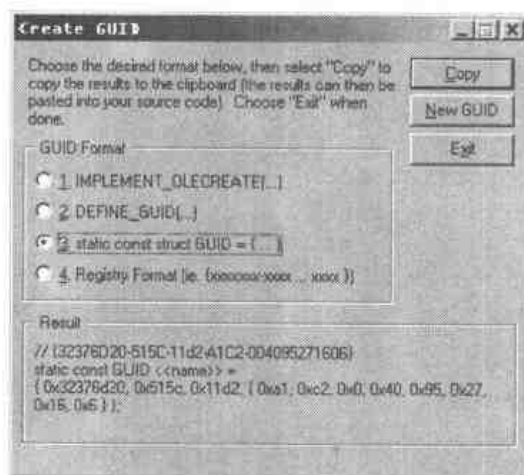 Create GUID
Choose the desired format below, then select "Copy" to
copy the results to the clipboard (the results can then be
pasted into your source code). Choose "Exit" when
done.
Copy
New GUID
Exit
GUID Format
1. IMPLEMENT_OLECREATE(...)
2. DEFINE_GUID(...)
3. static const struct GUID = { ... }
4. Registry Format (ie. {xxxxxxxx-xxxx ... xxxx })
Result
// {32376D20-515C-11d2-A1C2-004095271606}
static const GUID <<name>> =
{ 0x32376d20, 0x515c, 0x11d2, { 0xa1, 0xc2, 0x0, 0x40, 0x95, 0x27,
0x16, 0x6 } };